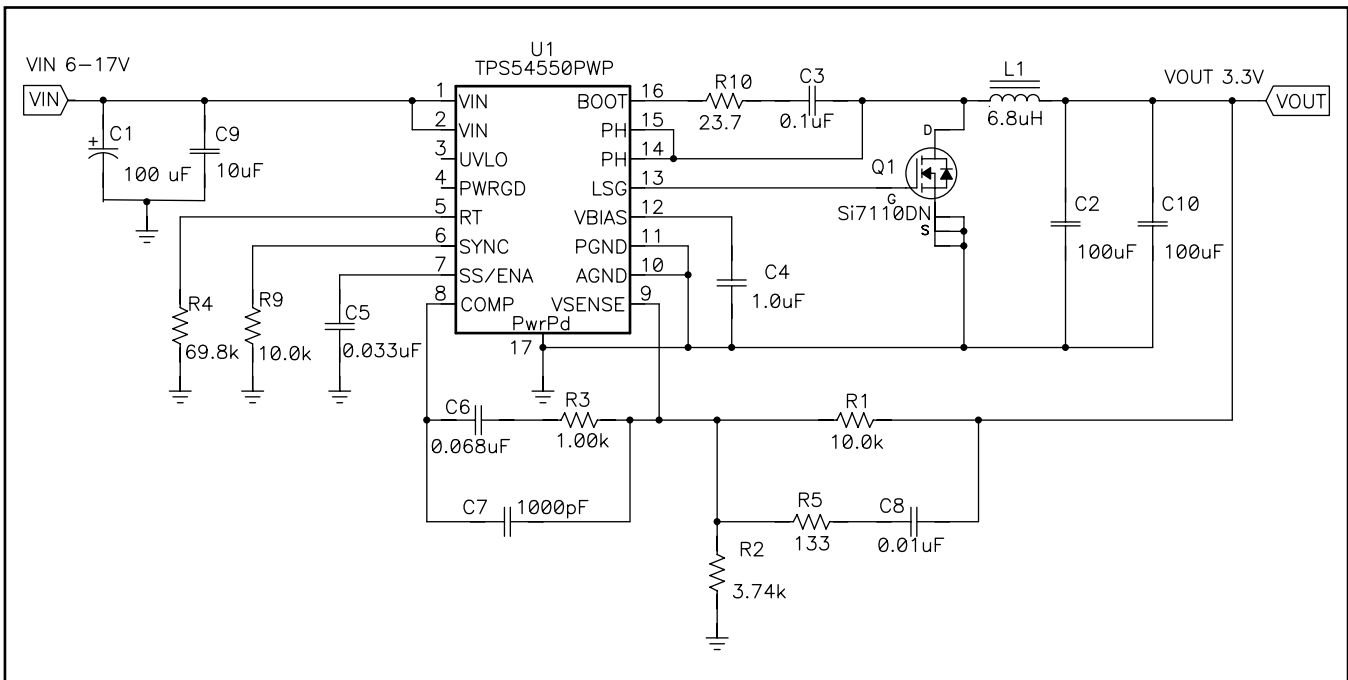 U1
TPS54550PWP
VIN 6-17V
VIN
1 VIN
2 VIN
3 UVLO
4 PWRGD
5 RT
6 SYNC
7 SS/ENA
8 COMP
BOOT 16
PH 15
PH 14
LSG 13
VBIAS 12
PGND 11
AGND 10
VSENSE 9
PwrPd
17
+
C1
100 uF
C9
10uF
R10
23.7
C3
0.1uF
L1
6.8uH
VOUT 3.3V
VOUT
D
Q1
G
Si7110DN
S
C2
100uF
C10
100uF
C4
1.0uF
R4
69.8k
R9
10.0k
C5
0.033uF
C6
0.068uF
R3
1.00k
R1
10.0k
C7
1000pF
R5
133
C8
0.01uF
R2
3.74k